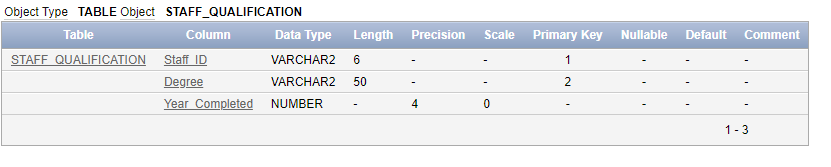 Object Type TABLE Object STAFF_QUALIFICATION
Table Column Data Type Length Precision Scale Primary Key Nullable Default Comment
STAFF_QUALIFICATION Staff_ID VARCHAR2 6 - - 1 - - -
Degree VARCHAR2 50 - - 2 - - -
Year_Completed NUMBER - 4 0 - - - -
1 - 3